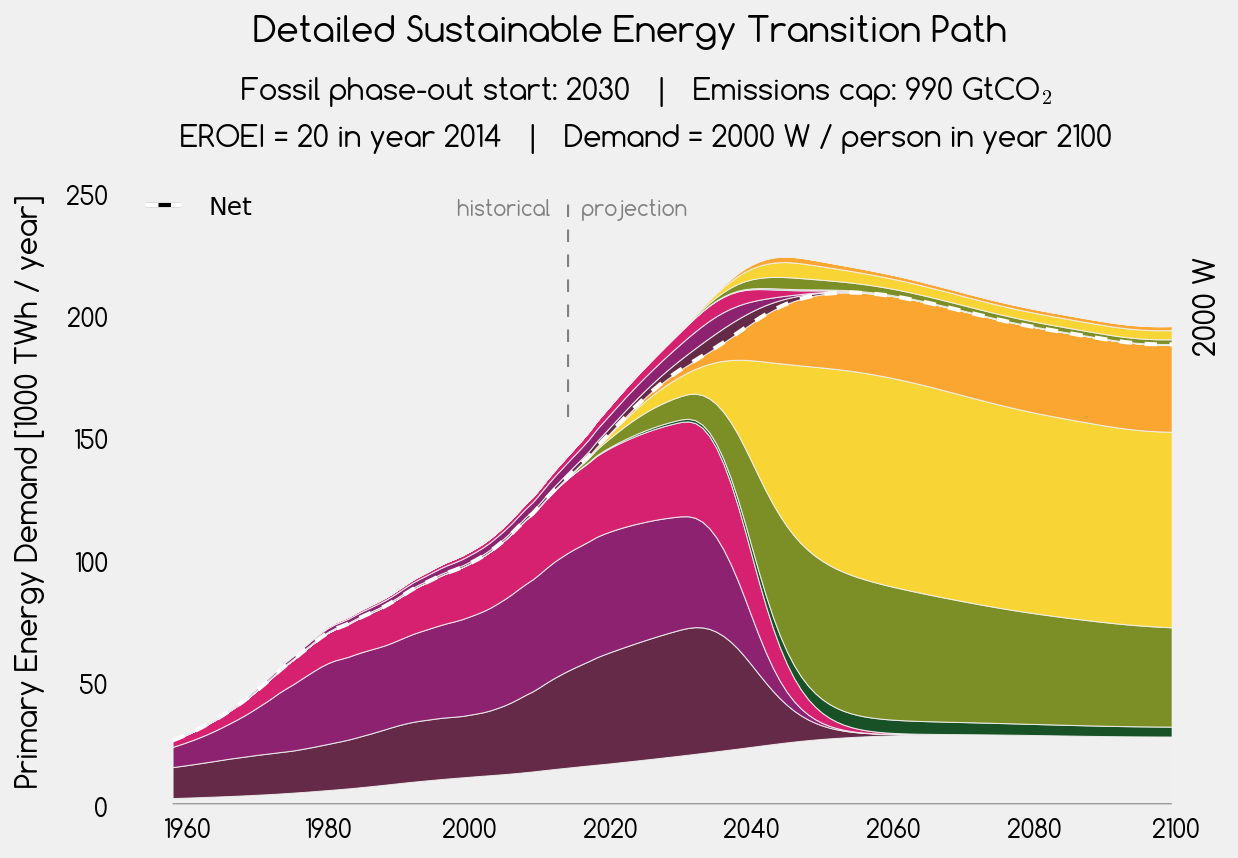 Detailed Sustainable Energy Transition Path
Fossil phase-out start: 2030 | Emissions cap: 990 GtCO₂
EROEI = 20 in year 2014 | Demand = 2000 W / person in year 2100
Primary Energy Demand [1000 TWh / year]
250
200
150
100
50
0
Net
historical
projection
2000 W
1960 1980 2000 2020 2040 2060 2080 2100